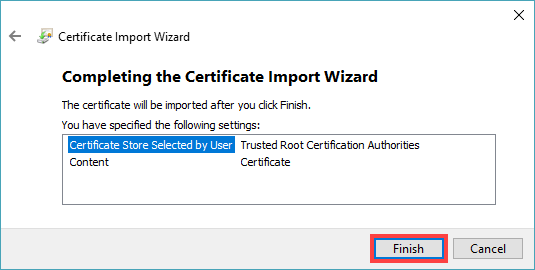 Certificate Import Wizard
Completing the Certificate Import Wizard
The certificate will be imported after you click Finish.
You have specified the following settings:
Certificate Store Selected by User Trusted Root Certification Authorities
Content Certificate
Finish Cancel